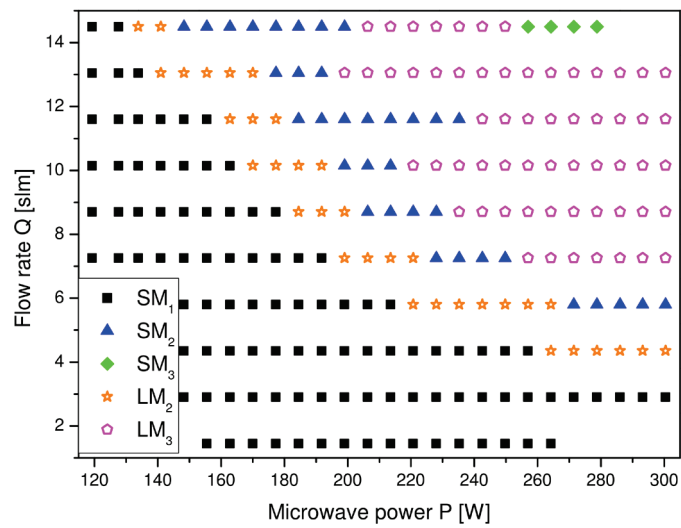 14
12
10
8
6
4
2
Flow rate Q [slm]
SM₁
SM₂
SM₃
LM₂
LM₃
120 140 160 180 200 220 240 260 280 300
Microwave power P [W]